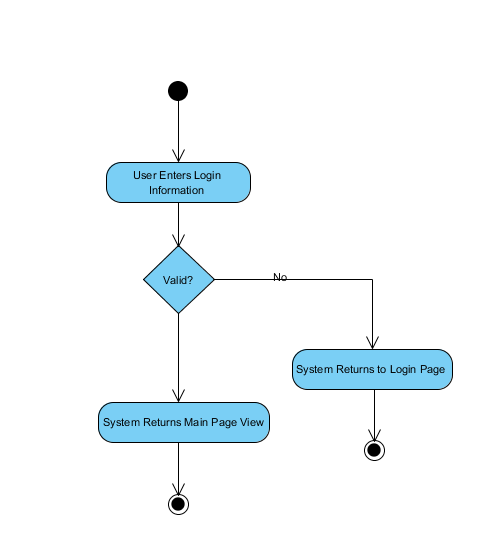 User Enters Login
Information
Valid?
No
System Returns to Login Page
System Returns Main Page View